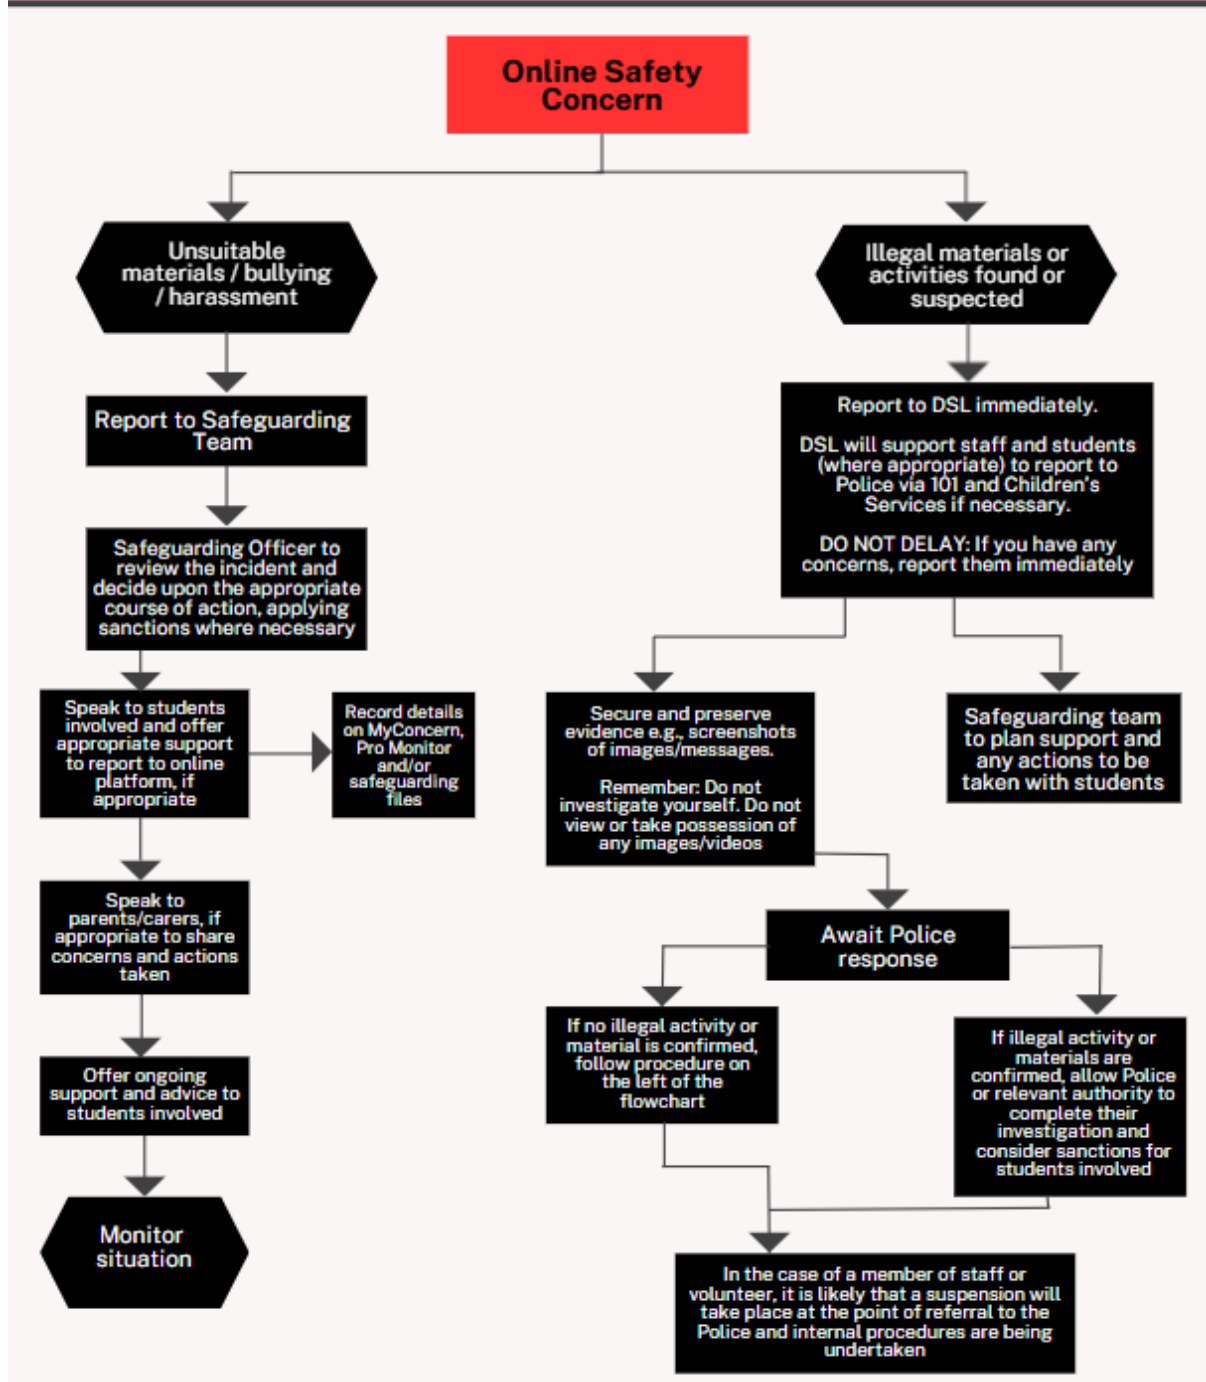 Online Safety
Concern
Unsuitable
materials / bullying
/ harassment
Report to Safeguarding
Team
Safeguarding Officer to
review the incident and
decide upon the appropriate
course of action, applying
sanctions where necessary
Speak to students
involved and offer
appropriate support
to report to online
platform, if
appropriate
Record details
on MyConcern,
Pro Monitor
and/or
safeguarding
files
Speak to
parents/carers, if
appropriate to share
concerns and actions
taken
Offer ongoing
support and advice to
students involved
Monitor
situation
Illegal materials or
activities found or
suspected
Report to DSL immediately.
DSL will support staff and students
(where appropriate) to report to
Police via 101 and Children's
Services if necessary.
DO NOT DELAY: If you have any
concerns, report them immediately
Secure and preserve
evidence e.g., screenshots
of images/messages.
Remember: Do not
investigate yourself. Do not
view or take possession of
any images/videos
Safeguarding team
to plan support and
any actions to be
taken with students
Await Police
response
If no illegal activity or
material is confirmed,
follow procedure on
the left of the
flowchart
If illegal activity or
materials are
confirmed, allow Police
or relevant authority to
complete their
investigation and
consider sanctions for
students involved
In the case of a member of staff or
volunteer, it is likely that a suspension will
take place at the point of referral to the
Police and internal procedures are being
undertaken